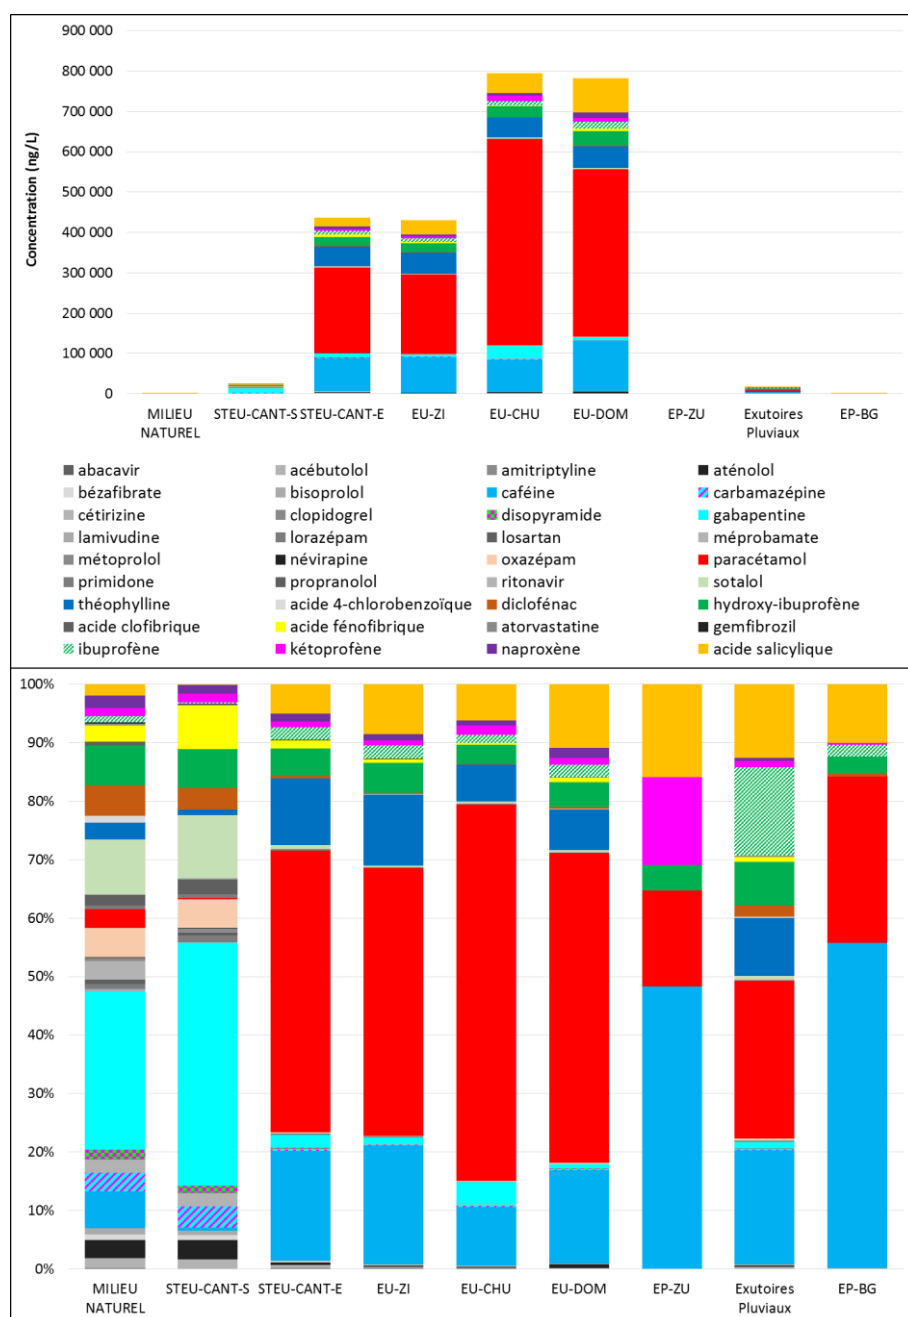 900 000
800 000
700 000
600 000
500 000
400 000
300 000
200 000
100 000
0
Concentration (ng/L)
MILIEU NATUREL STEU-CANT-S STEU-CANT-E EU-ZI EU-CHU EU-DOM EP-ZU Exutoires Pluviaux EP-BG
abacavir acébutolol amitriptyline aténolol
bézafibrate bisoprolol caféine carbamazépine
cétirizine clopidogrel disopyramide gabapentine
lamivudine lorazépam losartan méprobamate
métoprolol névirapine oxazépam paracétamol
primidone propranolol ritonavir sotalol
théophylline acide 4-chlorobenzoïque diclofénac hydroxy-ibuprofène
acide clofibrique acide fénofibrique atorvastatine gemfibrozil
ibuprofène kétoprofène naproxène acide salicylique
100%
90%
80%
70%
60%
50%
40%
30%
20%
10%
0%
MILIEU NATUREL STEU-CANT-S STEU-CANT-E EU-ZI EU-CHU EU-DOM EP-ZU Exutoires Pluviaux EP-BG